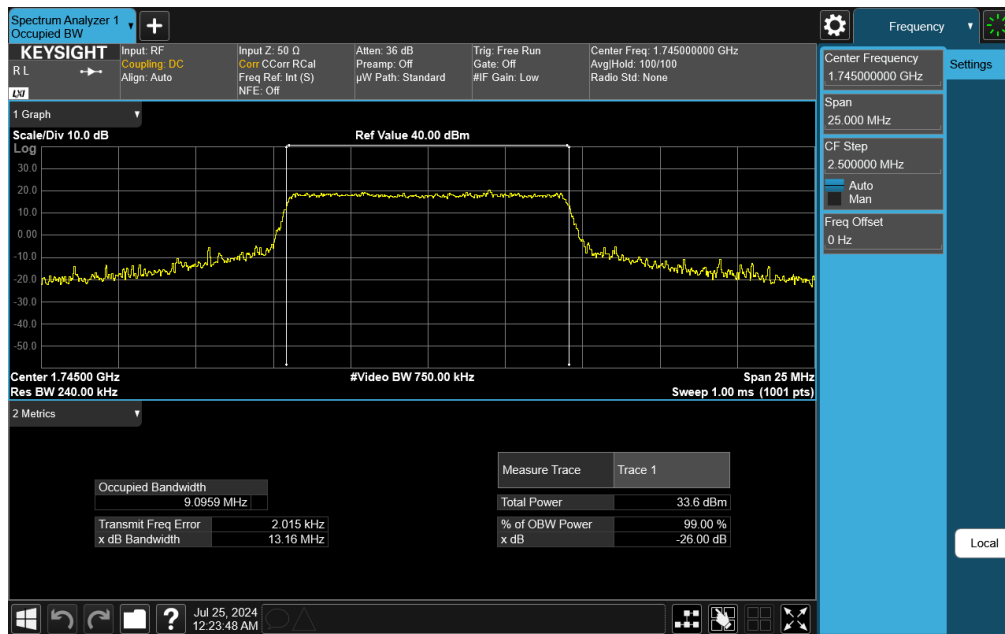 Spectrum Analyzer 1
Occupied BW
Frequency
KEYSIGHT
R L
LXI
Input: RF
Coupling: DC
Align: Auto
Input Z: 50 Ω
Corr CCorr RCal
Freq Ref: Int (S)
NFE: Off
Atten: 36 dB
Preamp: Off
µW Path: Standard
Trig: Free Run
Gate: Off
#IF Gain: Low
Center Freq: 1.745000000 GHz
Avg|Hold: 100/100
Radio Std: None
Center Frequency
1.745000000 GHz
Settings
Span
25.000 MHz
CF Step
2.500000 MHz
Auto
Man
Freq Offset
0 Hz
1 Graph
Scale/Div 10.0 dB
Ref Value 40.00 dBm
Log
30.0
20.0
10.0
0.00
-10.0
-20.0
-30.0
-40.0
-50.0
Center 1.74500 GHz
#Video BW 750.00 kHz
Span 25 MHz
Res BW 240.00 kHz
Sweep 1.00 ms (1001 pts)
2 Metrics
Measure Trace
Trace 1
Occupied Bandwidth
9.0959 MHz
Total Power
33.6 dBm
Transmit Freq Error
2.015 kHz
% of OBW Power
99.00 %
x dB Bandwidth
13.16 MHz
x dB
-26.00 dB
Local
?
Jul 25, 2024
12:23:48 AM